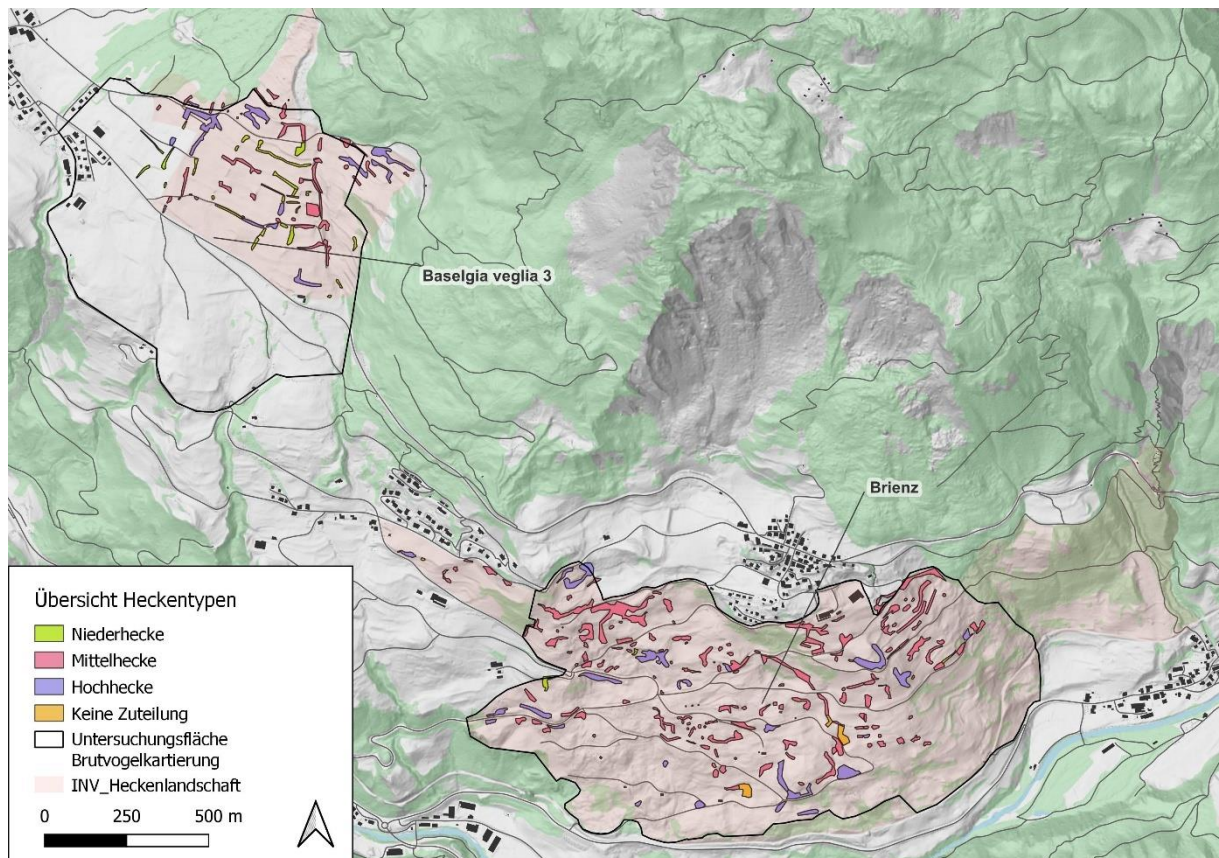 Baselgia veglia 3
Brienz
Übersicht Heckentypen
Niederhecke
Mittelhecke
Hochhecke
Keine Zuteilung
Untersuchungsfläche
Brutvogelkartierung
INV_Heckenlandschaft
0 250 500 m